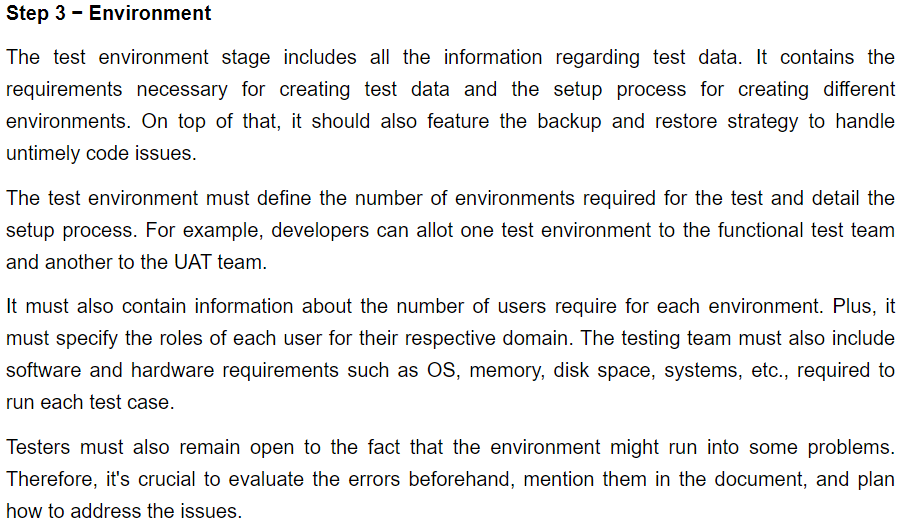 Step 3 − Environment
The test environment stage includes all the information regarding test data. It contains the
requirements necessary for creating test data and the setup process for creating different
environments. On top of that, it should also feature the backup and restore strategy to handle
untimely code issues.
The test environment must define the number of environments required for the test and detail the
setup process. For example, developers can allot one test environment to the functional test team
and another to the UAT team.
It must also contain information about the number of users require for each environment. Plus, it
must specify the roles of each user for their respective domain. The testing team must also include
software and hardware requirements such as OS, memory, disk space, systems, etc., required to
run each test case.
Testers must also remain open to the fact that the environment might run into some problems.
Therefore, it's crucial to evaluate the errors beforehand, mention them in the document, and plan
how to address the issues.